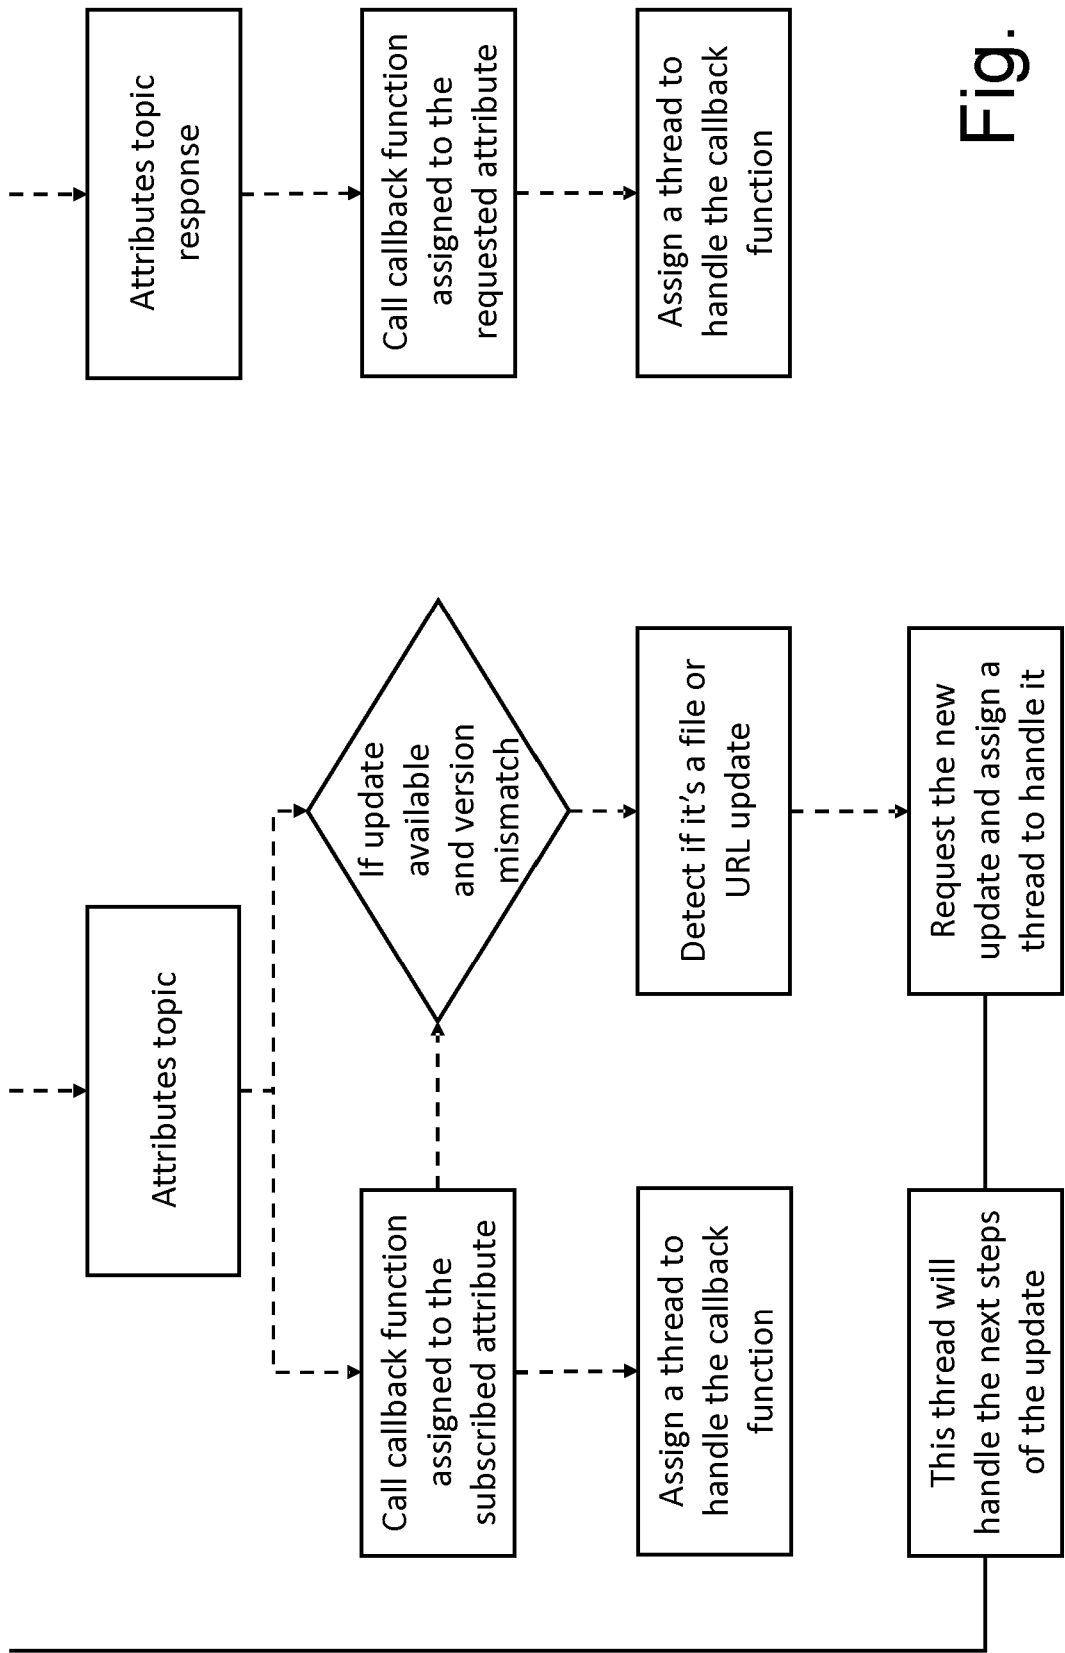 Attributes topic
Call callback function
assigned to the
subscribed attribute
If update
available
and version
mismatch
Assign a thread to
handle the callback
function
Detect if it's a file or
URL update
This thread will
handle the next steps
of the update
Request the new
update and assign a
thread to handle it
Attributes topic
response
Call callback function
assigned to the
requested attribute
Assign a thread to
handle the callback
function
Fig.